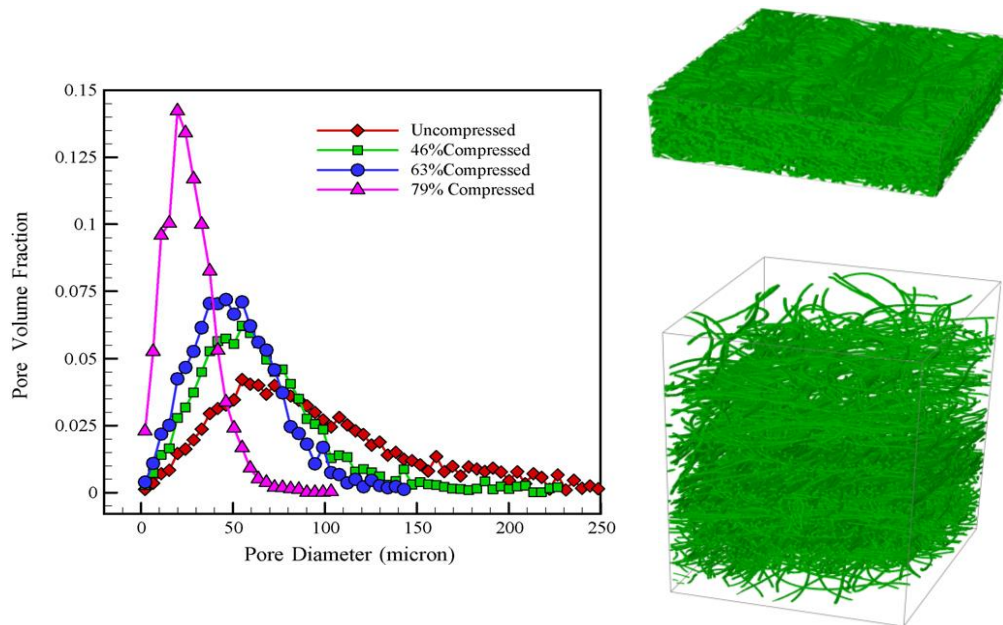 0.15
0.125
0.1
0.075
0.05
0.025
0
Pore Volume Fraction
Uncompressed
46%Compressed
63%Compressed
79% Compressed
0 50 100 150 200 250
Pore Diameter (micron)